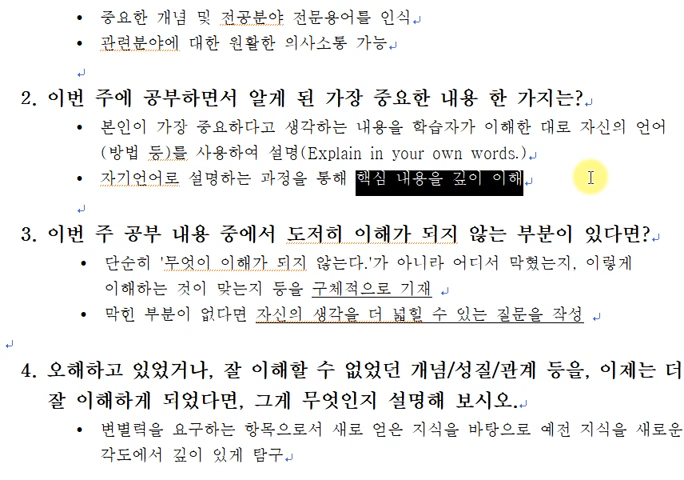 • 중요한 개념 및 전공분야 전문용어를 인식
• 관련분야에 대한 원활한 의사소통 가능
2. 이번 주에 공부하면서 알게 된 가장 중요한 내용 한 가지는?
• 본인이 가장 중요하다고 생각하는 내용을 학습자가 이해한 대로 자신의 언어
(방법 등)를 사용하여 설명(Explain in your own words.)
• 자기언어로 설명하는 과정을 통해 핵심 내용을 깊이 이해
3. 이번 주 공부 내용 중에서 도저히 이해가 되지 않는 부분이 있다면?
• 단순히 '무엇이 이해가 되지 않는다.'가 아니라 어디서 막혔는지, 이렇게
이해하는 것이 맞는지 등을 구체적으로 기재
• 막힌 부분이 없다면 자신의 생각을 더 넓힐 수 있는 질문을 작성
4. 오해하고 있었거나, 잘 이해할 수 없었던 개념/성질/관계 등을, 이제는 더
잘 이해하게 되었다면, 그게 무엇인지 설명해 보시오.
• 변별력을 요구하는 항목으로서 새로 얻은 지식을 바탕으로 예전 지식을 새로운
각도에서 깊이 있게 탐구